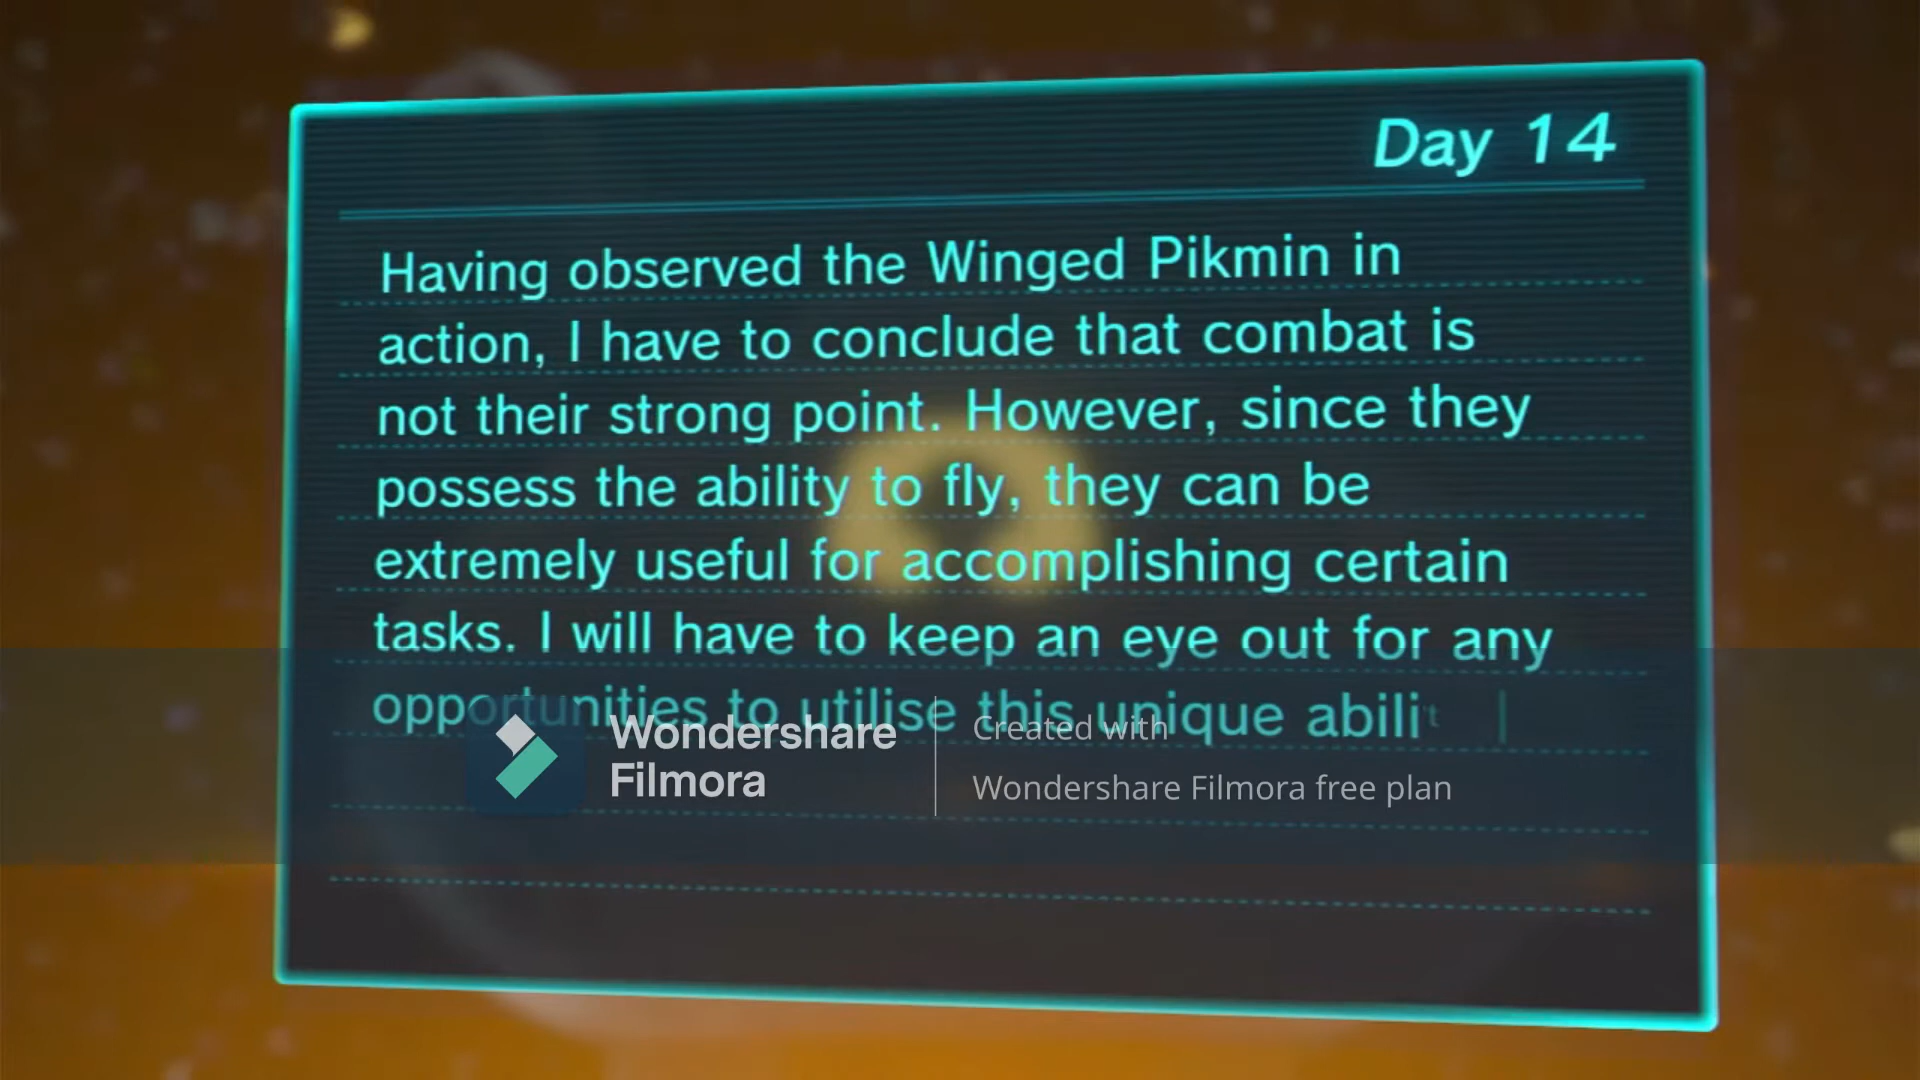 Day 14
Having observed the Winged Pikmin in
action, I have to conclude that combat is
not their strong point. However, since they
possess the ability to fly, they can be
extremely useful for accomplishing certain
tasks. I will have to keep an eye out for any
opportunities to utilise this unique abilit
Wondershare
Filmora
Created with
Wondershare Filmora free plan